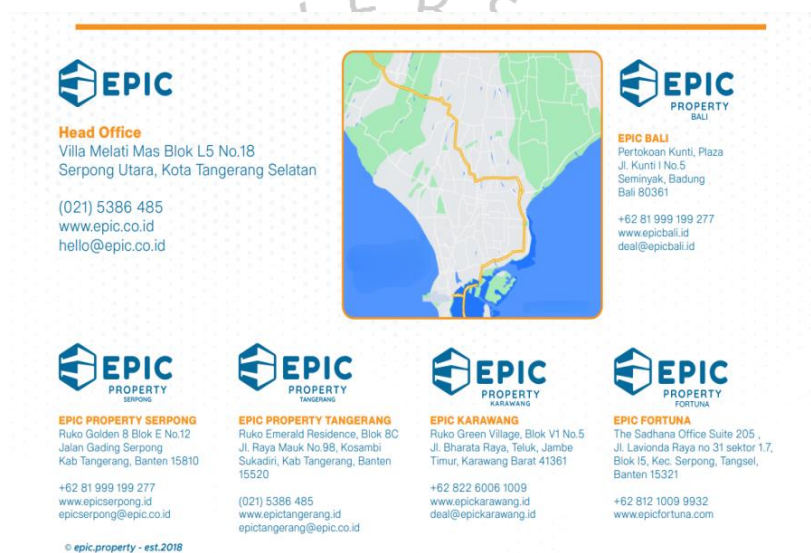 EPIC
Head Office
Villa Melati Mas Blok L5 No.18
Serpong Utara, Kota Tangerang Selatan
(021) 5386 485
www.epic.co.id
hello@epic.co.id
EPIC
PROPERTY
BALI
EPIC BALI
Pertokoan Kunti, Plaza
Jl. Kunti I No.5
Seminyak, Badung
Bali 80361
+62 81 999 199 277
www.epicbali.id
deal@epicbali.id
EPIC
PROPERTY
SERPONG
EPIC PROPERTY SERPONG
Ruko Golden 8 Blok E No.12
Jalan Gading Serpong
Kab Tangerang, Banten 15810
+62 81 999 199 277
www.epicserpong.id
epicserpong@epic.co.id
EPIC
PROPERTY
TANGERANG
EPIC PROPERTY TANGERANG
Ruko Emerald Residence, Blok 8C
Jl. Raya Mauk No.98, Kosambi
Sukadiri, Kab Tangerang, Banten
15520
(021) 5386 485
www.epictangerang.id
epictangerang@epic.co.id
EPIC
PROPERTY
KARAWANG
EPIC KARAWANG
Ruko Green Village, Blok V1 No.5
Jl. Bharata Raya, Teluk, Jambe
Timur, Karawang Barat 41361
+62 822 6006 1009
www.epickarawang.id
deal@epickarawang.id
EPIC
PROPERTY
FORTUNA
EPIC FORTUNA
The Sadhana Office Suite 205 ,
Jl. Lavionda Raya no 31 sektor 1.7,
Blok I5, Kec. Serpong, Tangsel,
Banten 15321
+62 812 1009 9932
www.epicfortuna.com
© epic.property - est.2018